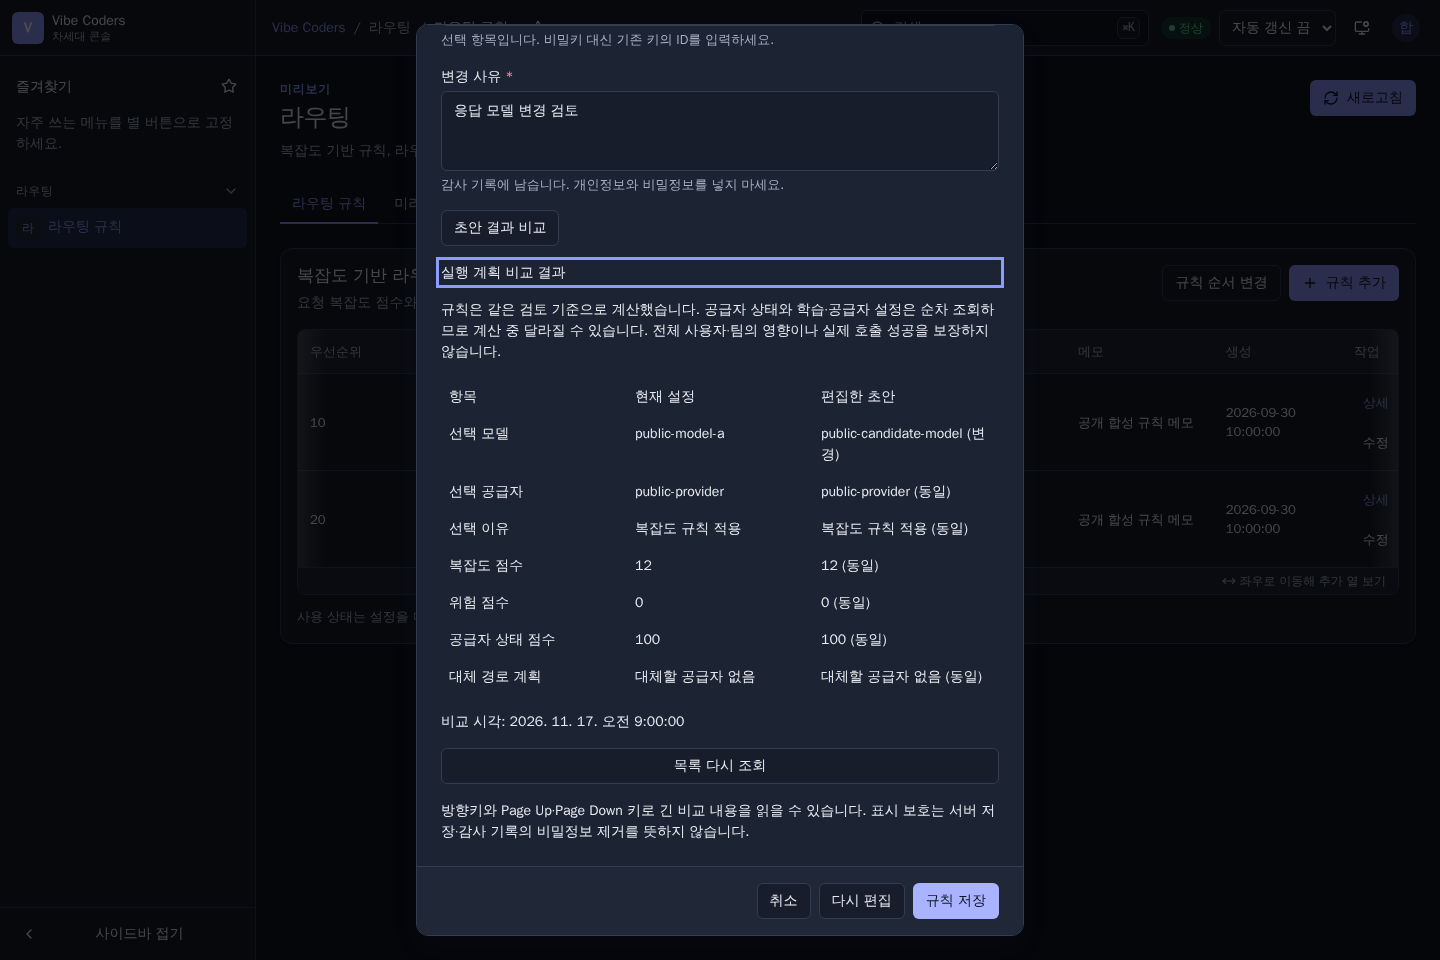 V
Vibe Coders
차세대 콘솔
Vibe Coders / 라우팅
⌘K
정상
자동 갱신 끔
합
즐겨찾기
자주 쓰는 메뉴를 별 버튼으로 고정
하세요.
라우팅
라 라우팅 규칙
사이드바 접기
미리보기
라우팅
복잡도 기반 규칙, 라우
새로고침
라우팅 규칙
미리
복잡도 기반 라우
요청 복잡도 점수와
규칙 순서 변경
규칙 추가
우선순위
메모
생성
작업
10
공개 합성 규칙 메모
2026-09-30
10:00:00
상세
수정
20
공개 합성 규칙 메모
2026-09-30
10:00:00
상세
수정
좌우로 이동해 추가 열 보기
사용 상태는 설정을
선택 항목입니다. 비밀키 대신 기존 키의 ID를 입력하세요.
변경 사유 *
응답 모델 변경 검토
감사 기록에 남습니다. 개인정보와 비밀정보를 넣지 마세요.
초안 결과 비교
실행 계획 비교 결과
규칙은 같은 검토 기준으로 계산했습니다. 공급자 상태와 학습·공급자 설정은 순차 조회하
므로 계산 중 달라질 수 있습니다. 전체 사용자·팀의 영향이나 실제 호출 성공을 보장하지
않습니다.
항목 현재 설정 편집한 초안
선택 모델 public-model-a public-candidate-model (변
경)
선택 공급자 public-provider public-provider (동일)
선택 이유 복잡도 규칙 적용 복잡도 규칙 적용 (동일)
복잡도 점수 12 12 (동일)
위험 점수 0 0 (동일)
공급자 상태 점수 100 100 (동일)
대체 경로 계획 대체할 공급자 없음 대체할 공급자 없음 (동일)
비교 시각: 2026. 11. 17. 오전 9:00:00
목록 다시 조회
방향키와 Page Up·Page Down 키로 긴 비교 내용을 읽을 수 있습니다. 표시 보호는 서버 저
장·감사 기록의 비밀정보 제거를 뜻하지 않습니다.
취소
다시 편집
규칙 저장